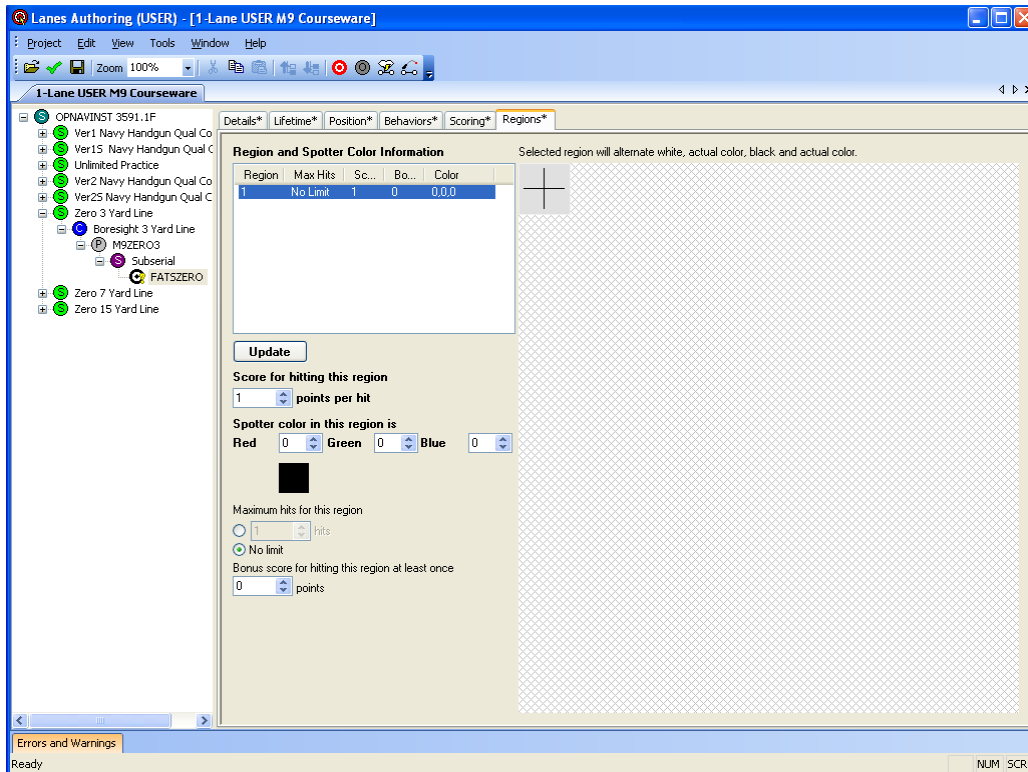 Lanes Authoring (USER) - [1-Lane USER M9 Courseware]
Project Edit View Tools Window Help
Zoom 100%
1-Lane USER M9 Courseware
OPNAVINST 3591.1F
Ver1 Navy Handgun Qual Co
Ver1S Navy Handgun Qual C
Unlimited Practice
Ver2 Navy Handgun Qual Co
Ver2S Navy Handgun Qual C
Zero 3 Yard Line
Boresight 3 Yard Line
M9ZERO3
Subserial
FATSZERO
Zero 7 Yard Line
Zero 15 Yard Line
Details* Lifetime* Position* Behaviors* Scoring* Regions*
Region and Spotter Color Information
Region Max Hits Sc... Bo... Color
1 No Limit 1 0 0,0,0
Update
Score for hitting this region
1 points per hit
Spotter color in this region is
Red 0 Green 0 Blue 0
Maximum hits for this region
1 hits
No limit
Bonus score for hitting this region at least once
0 points
Selected region will alternate white, actual color, black and actual color.
Errors and Warnings
Ready NUM SCR